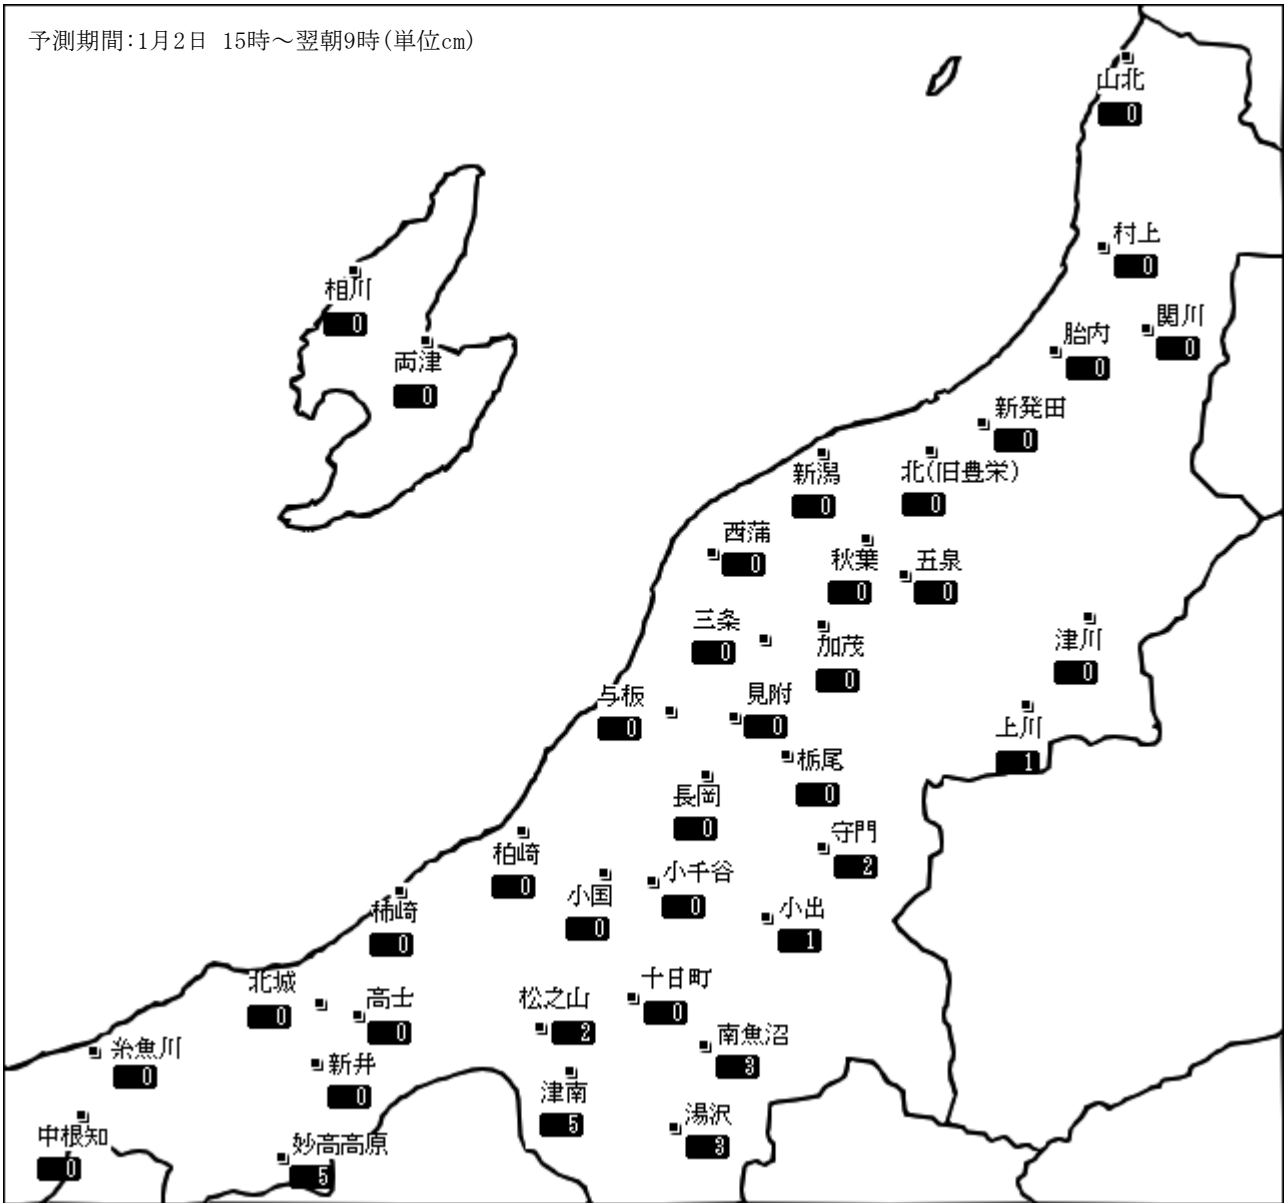 予測期間:1月2日 15時～翌朝9時(単位cm)
山北
0
村上
0
関川
0
胎内
0
新発田
0
相川
0
両津
0
新潟
0
北(旧豊栄)
0
西蒲
0
秋葉
0
五泉
0
三条
0
加茂
0
津川
0
与板
0
見附
0
上川
1
栃尾
0
長岡
0
守門
2
柏崎
0
小国
0
小千谷
0
小出
1
柿崎
0
北城
0
高士
0
松之山
2
十日町
0
南魚沼
3
糸魚川
0
新井
0
津南
5
湯沢
3
中根知
0
妙高高原
5